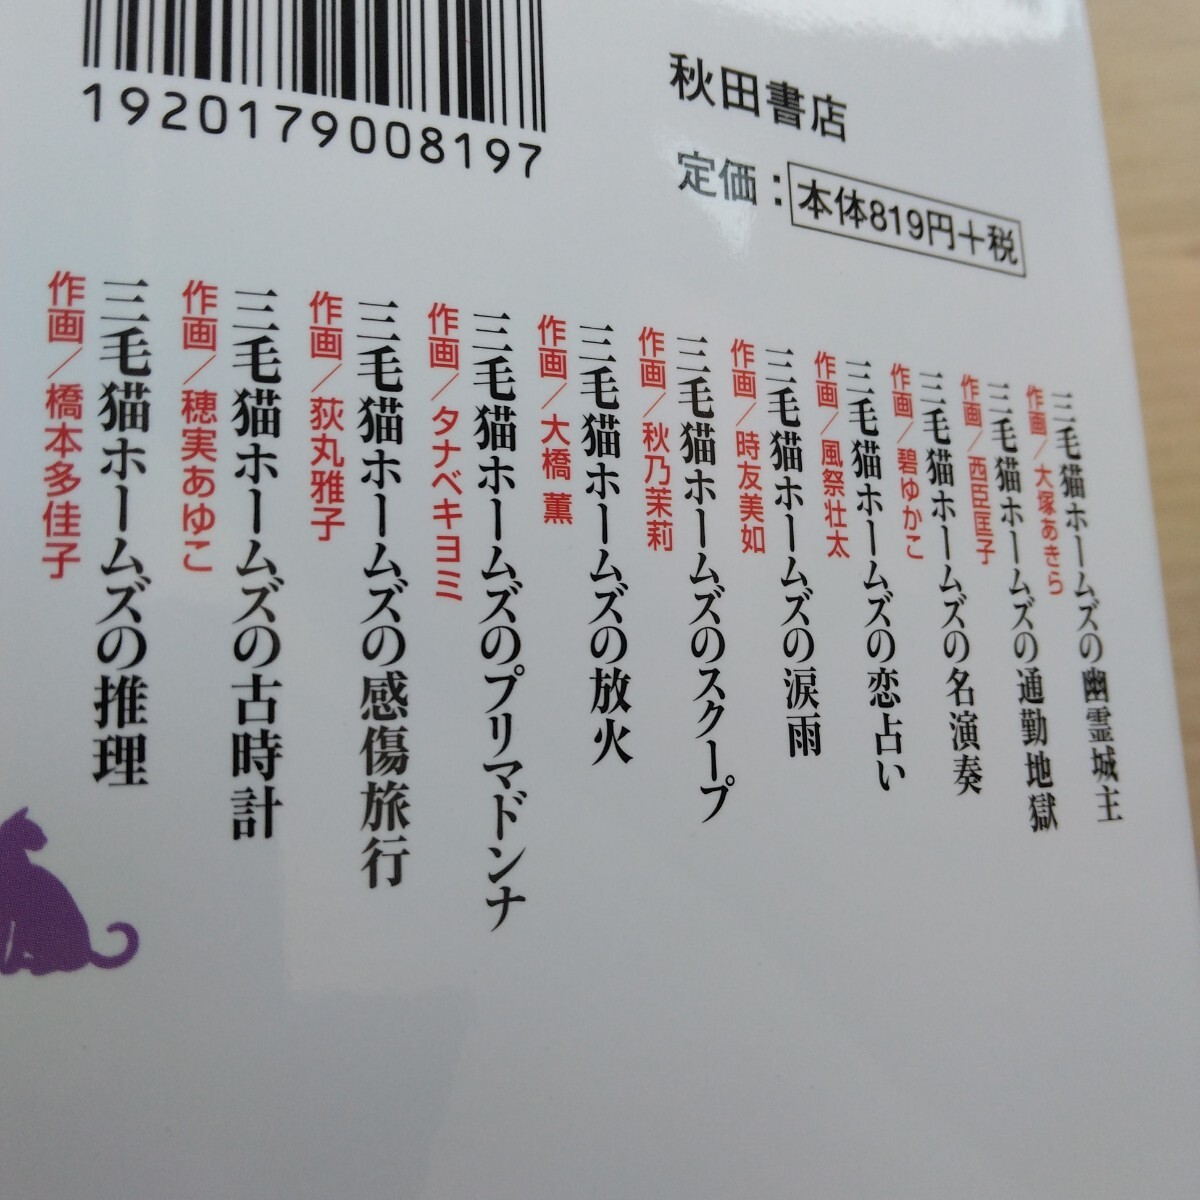 1920179008197
秋田書店
定価：本体819円＋税
三毛猫ホームズの幽霊城主
作画／大塚あきら
三毛猫ホームズの通勤地獄
作画／西臣匡子
三毛猫ホームズの名演奏
作画／碧ゆかこ
三毛猫ホームズの恋占い
作画／風祭壮太
三毛猫ホームズの涙雨
作画／時友美如
三毛猫ホームズのスクープ
作画／秋乃茉莉
三毛猫ホームズの放火
作画／大橋 薫
三毛猫ホームズのプリマドンナ
作画／タナベキヨミ
三毛猫ホームズの感傷旅行
作画／荻丸雅子
三毛猫ホームズの古時計
作画／穂実あゆこ
三毛猫ホームズの推理
作画／橋本多佳子